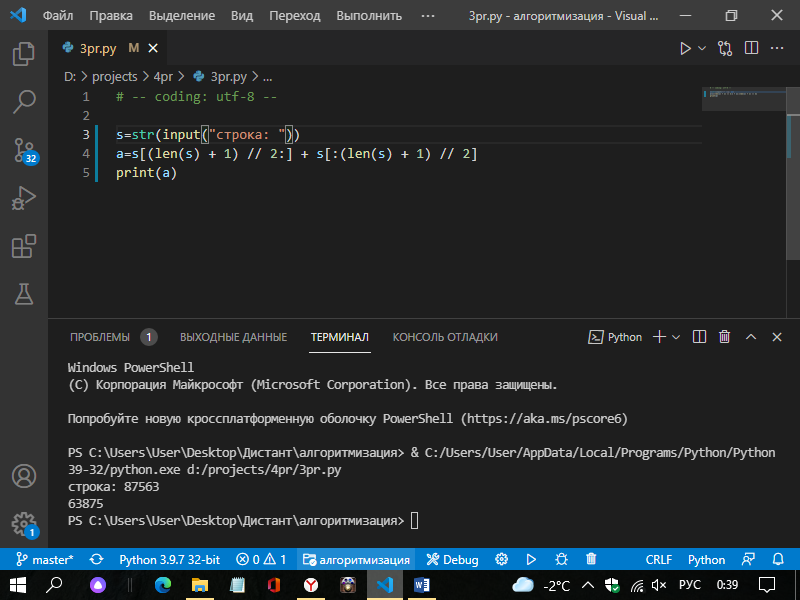 Файл Правка Выделение Вид Переход Выполнить ··· 3pr.py - алгоритмизация - Visual ...
3pr.py M
D: > projects > 4pr > 3pr.py > ...
1 # -- coding: utf-8 --
2
3 s=str(input("строка: "))
4 a=s[(len(s) + 1) // 2:] + s[:(len(s) + 1) // 2]
5 print(a)
32
ПРОБЛЕМЫ 1 ВЫХОДНЫЕ ДАННЫЕ ТЕРМИНАЛ КОНСОЛЬ ОТЛАДКИ Python
Windows PowerShell
(C) Корпорация Майкрософт (Microsoft Corporation). Все права защищены.
Попробуйте новую кроссплатформенную оболочку PowerShell (https://aka.ms/pscore6)
PS C:\Users\User\Desktop\Дистант\алгоритмизация> & C:/Users/User/AppData/Local/Programs/Python/Python
39-32/python.exe d:/projects/4pr/3pr.py
строка: 87563
63875
PS C:\Users\User\Desktop\Дистант\алгоритмизация>
1
master* Python 3.9.7 32-bit 0 1 алгоритмизация Debug CRLF Python
-2°C РУС 0:39